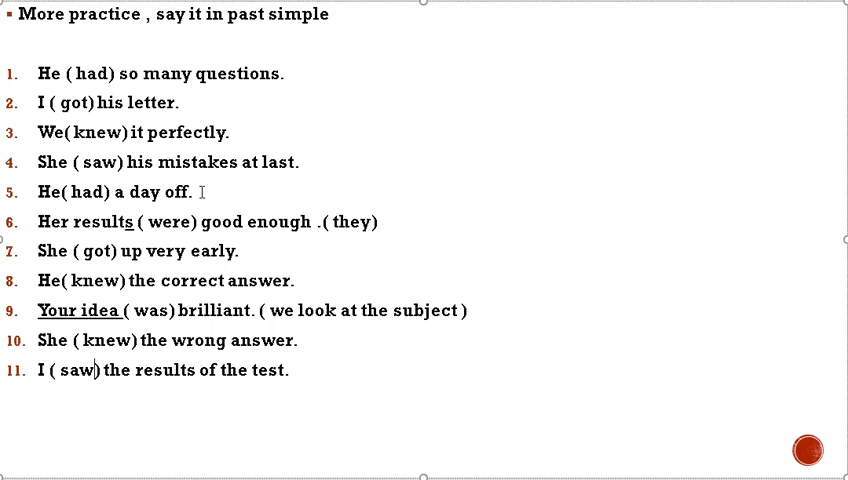 ▪ More practice , say it in past simple
1. He ( had) so many questions.
2. I ( got) his letter.
3. We( knew) it perfectly.
4. She ( saw) his mistakes at last.
5. He( had) a day off.
6. Her results ( were) good enough .( they)
7. She ( got) up very early.
8. He( knew) the correct answer.
9. Your idea ( was) brilliant. ( we look at the subject )
10. She ( knew) the wrong answer.
11. I ( saw) the results of the test.